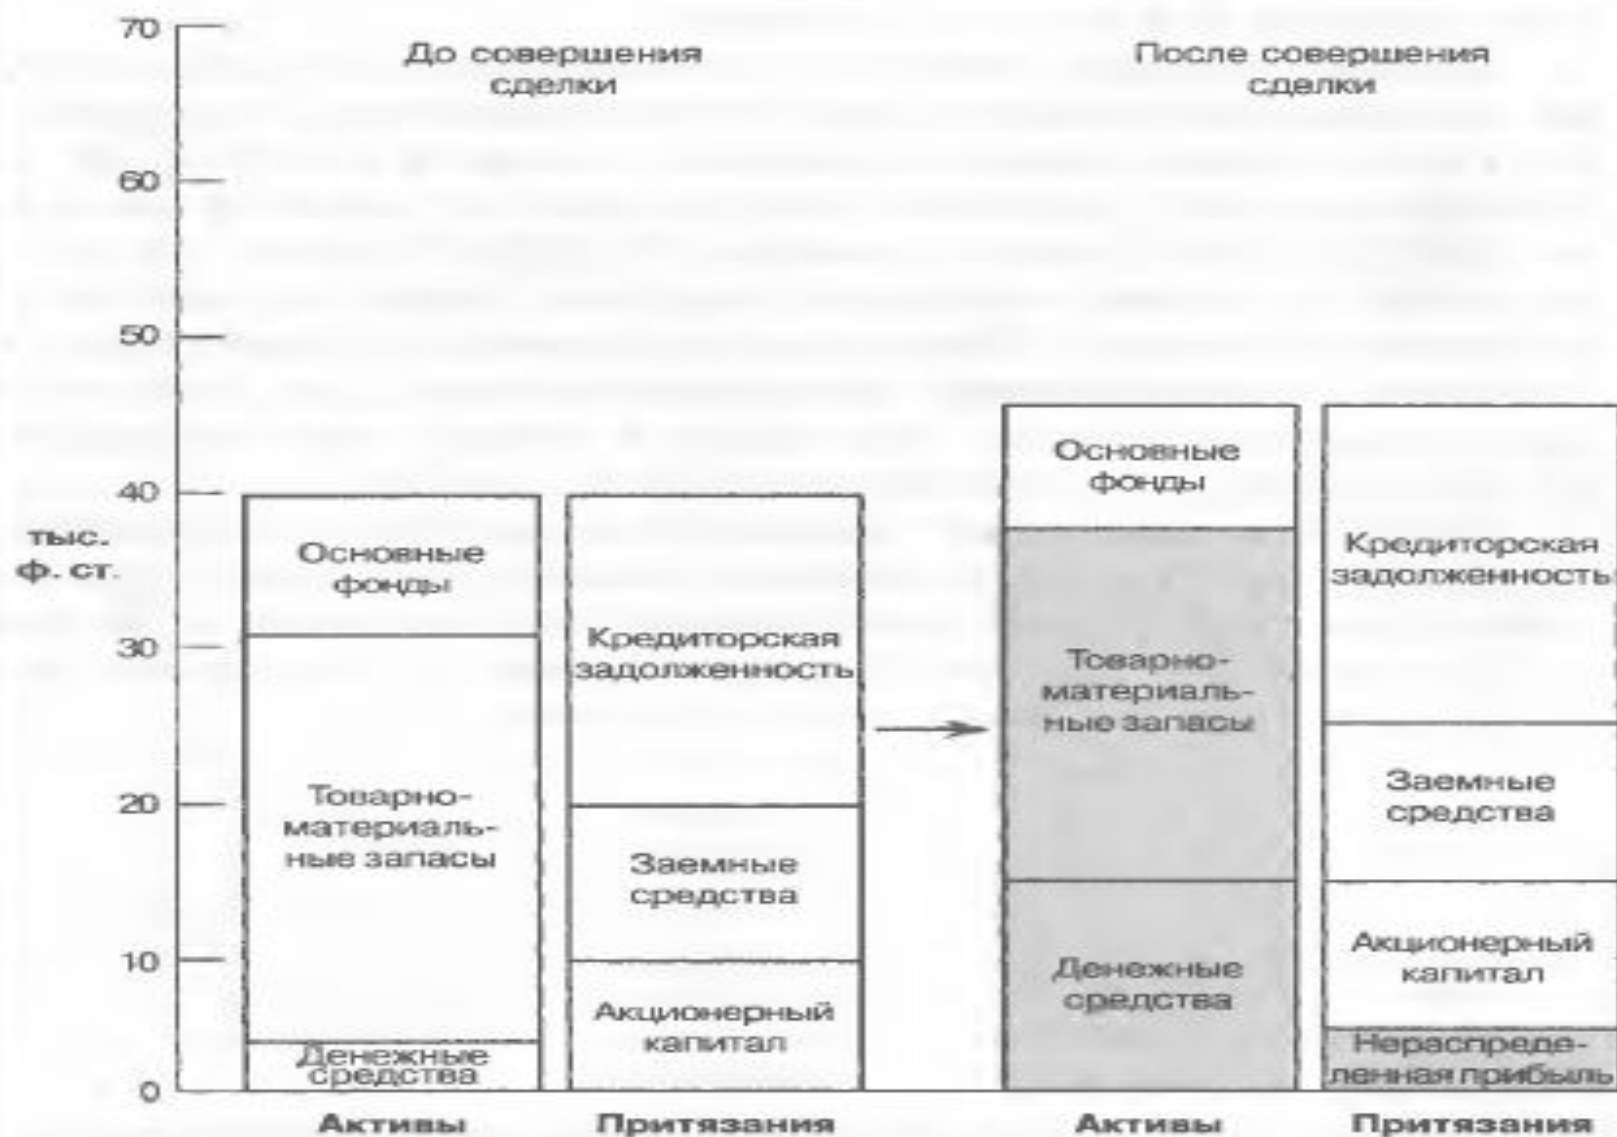 До совершения
сделки
После совершения
сделки
70
60
50
40
30
20
10
0
тыс.
ф. ст.
Основные
фонды
Товарно-
материаль-
ные запасы
Денежные
средства
Кредиторская
задолженность
Заемные
средства
Акционерный
капитал
Основные
фонды
Товарно-
материаль-
ные запасы
Денежные
средства
Кредиторская
задолженность
Заемные
средства
Акционерный
капитал
Нераспреде-
ленная прибыль
Активы
Притязания
Активы
Притязания